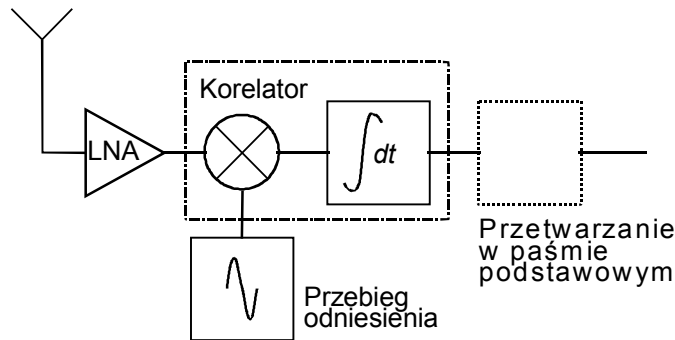 Korelator
LNA
∫ dt
Przetwarzanie
w paśmie
podstawowym
Przebieg
odniesienia